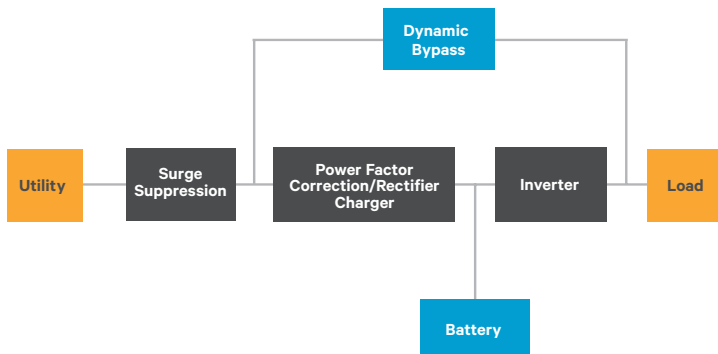 Dynamic
Bypass
Utility
Surge
Suppression
Power Factor
Correction/Rectifier
Charger
Inverter
Load
Battery